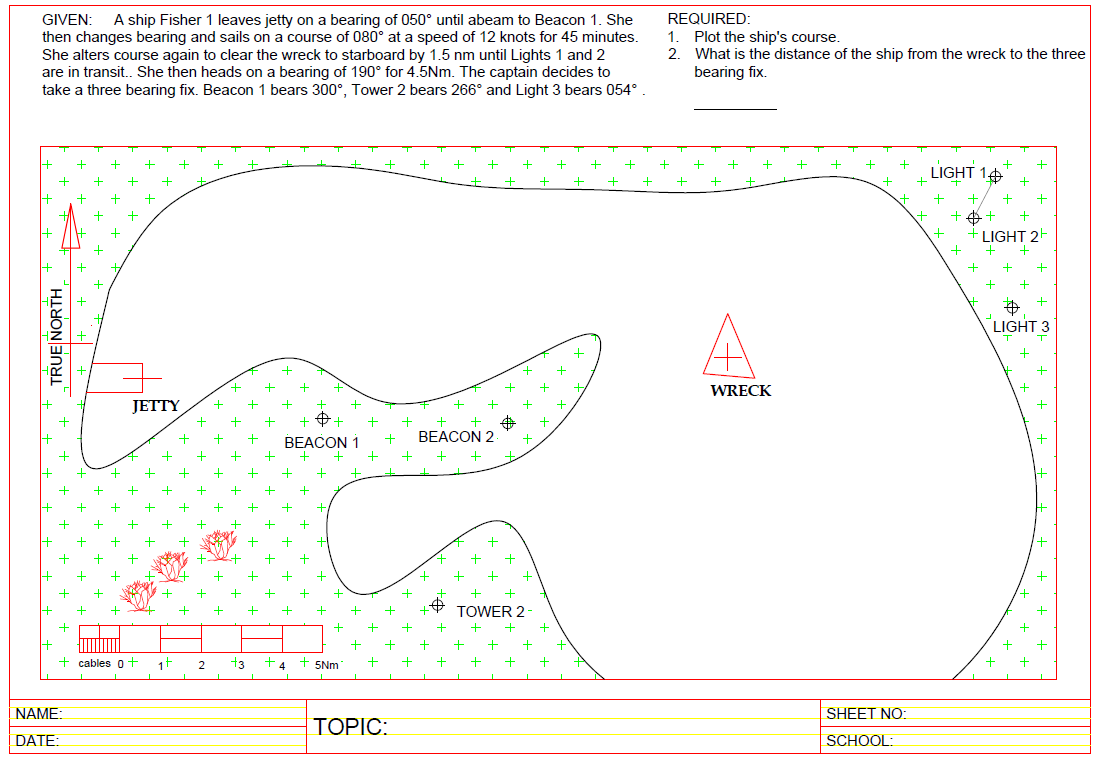 GIVEN: A ship Fisher 1 leaves jetty on a bearing of 050° until abeam to Beacon 1. She
then changes bearing and sails on a course of 080° at a speed of 12 knots for 45 minutes.
She alters course again to clear the wreck to starboard by 1.5 nm until Lights 1 and 2
are in transit.. She then heads on a bearing of 190° for 4.5Nm. The captain decides to
take a three bearing fix. Beacon 1 bears 300°, Tower 2 bears 266° and Light 3 bears 054° .
REQUIRED:
1. Plot the ship's course.
2. What is the distance of the ship from the wreck to the three
bearing fix.
LIGHT 1
LIGHT 2
LIGHT 3
TRUE NORTH
JETTY
WRECK
BEACON 1
BEACON 2
TOWER 2
cables 0 1 2 3 4 5Nm
NAME:
DATE:
TOPIC:
SHEET NO:
SCHOOL: